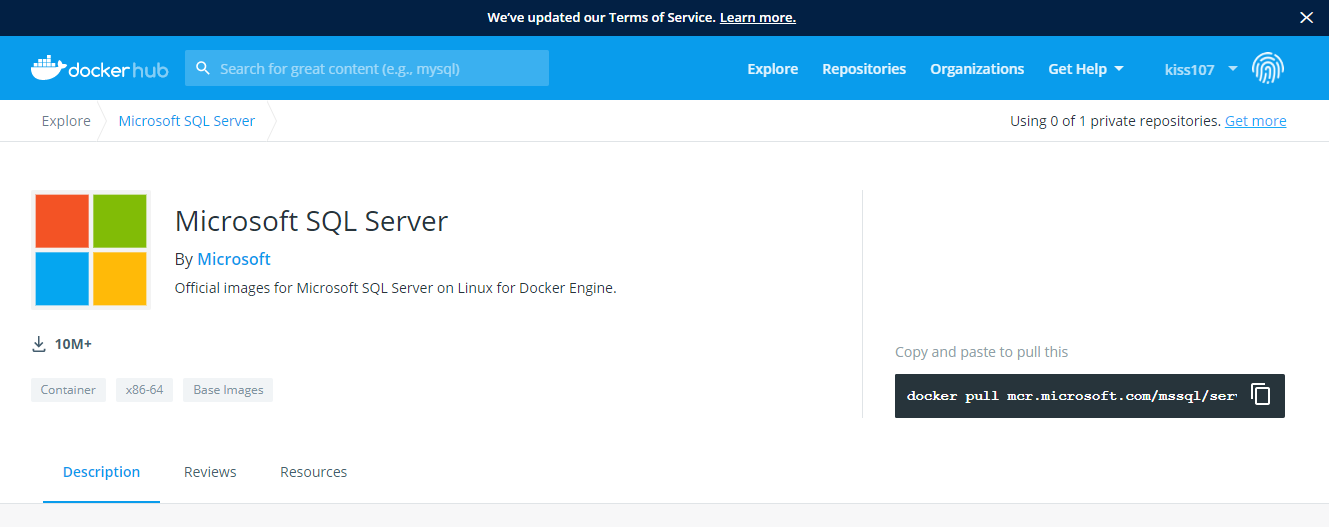 We've updated our Terms of Service. Learn more.
docker hub
Search for great content (e.g., mysql)
Explore
Repositories
Organizations
Get Help
kiss107
Explore
Microsoft SQL Server
Using 0 of 1 private repositories. Get more
Microsoft SQL Server
By Microsoft
Official images for Microsoft SQL Server on Linux for Docker Engine.
10M+
Container
x86-64
Base Images
Copy and paste to pull this
docker pull mcr.microsoft.com/mssql/ser
Description
Reviews
Resources